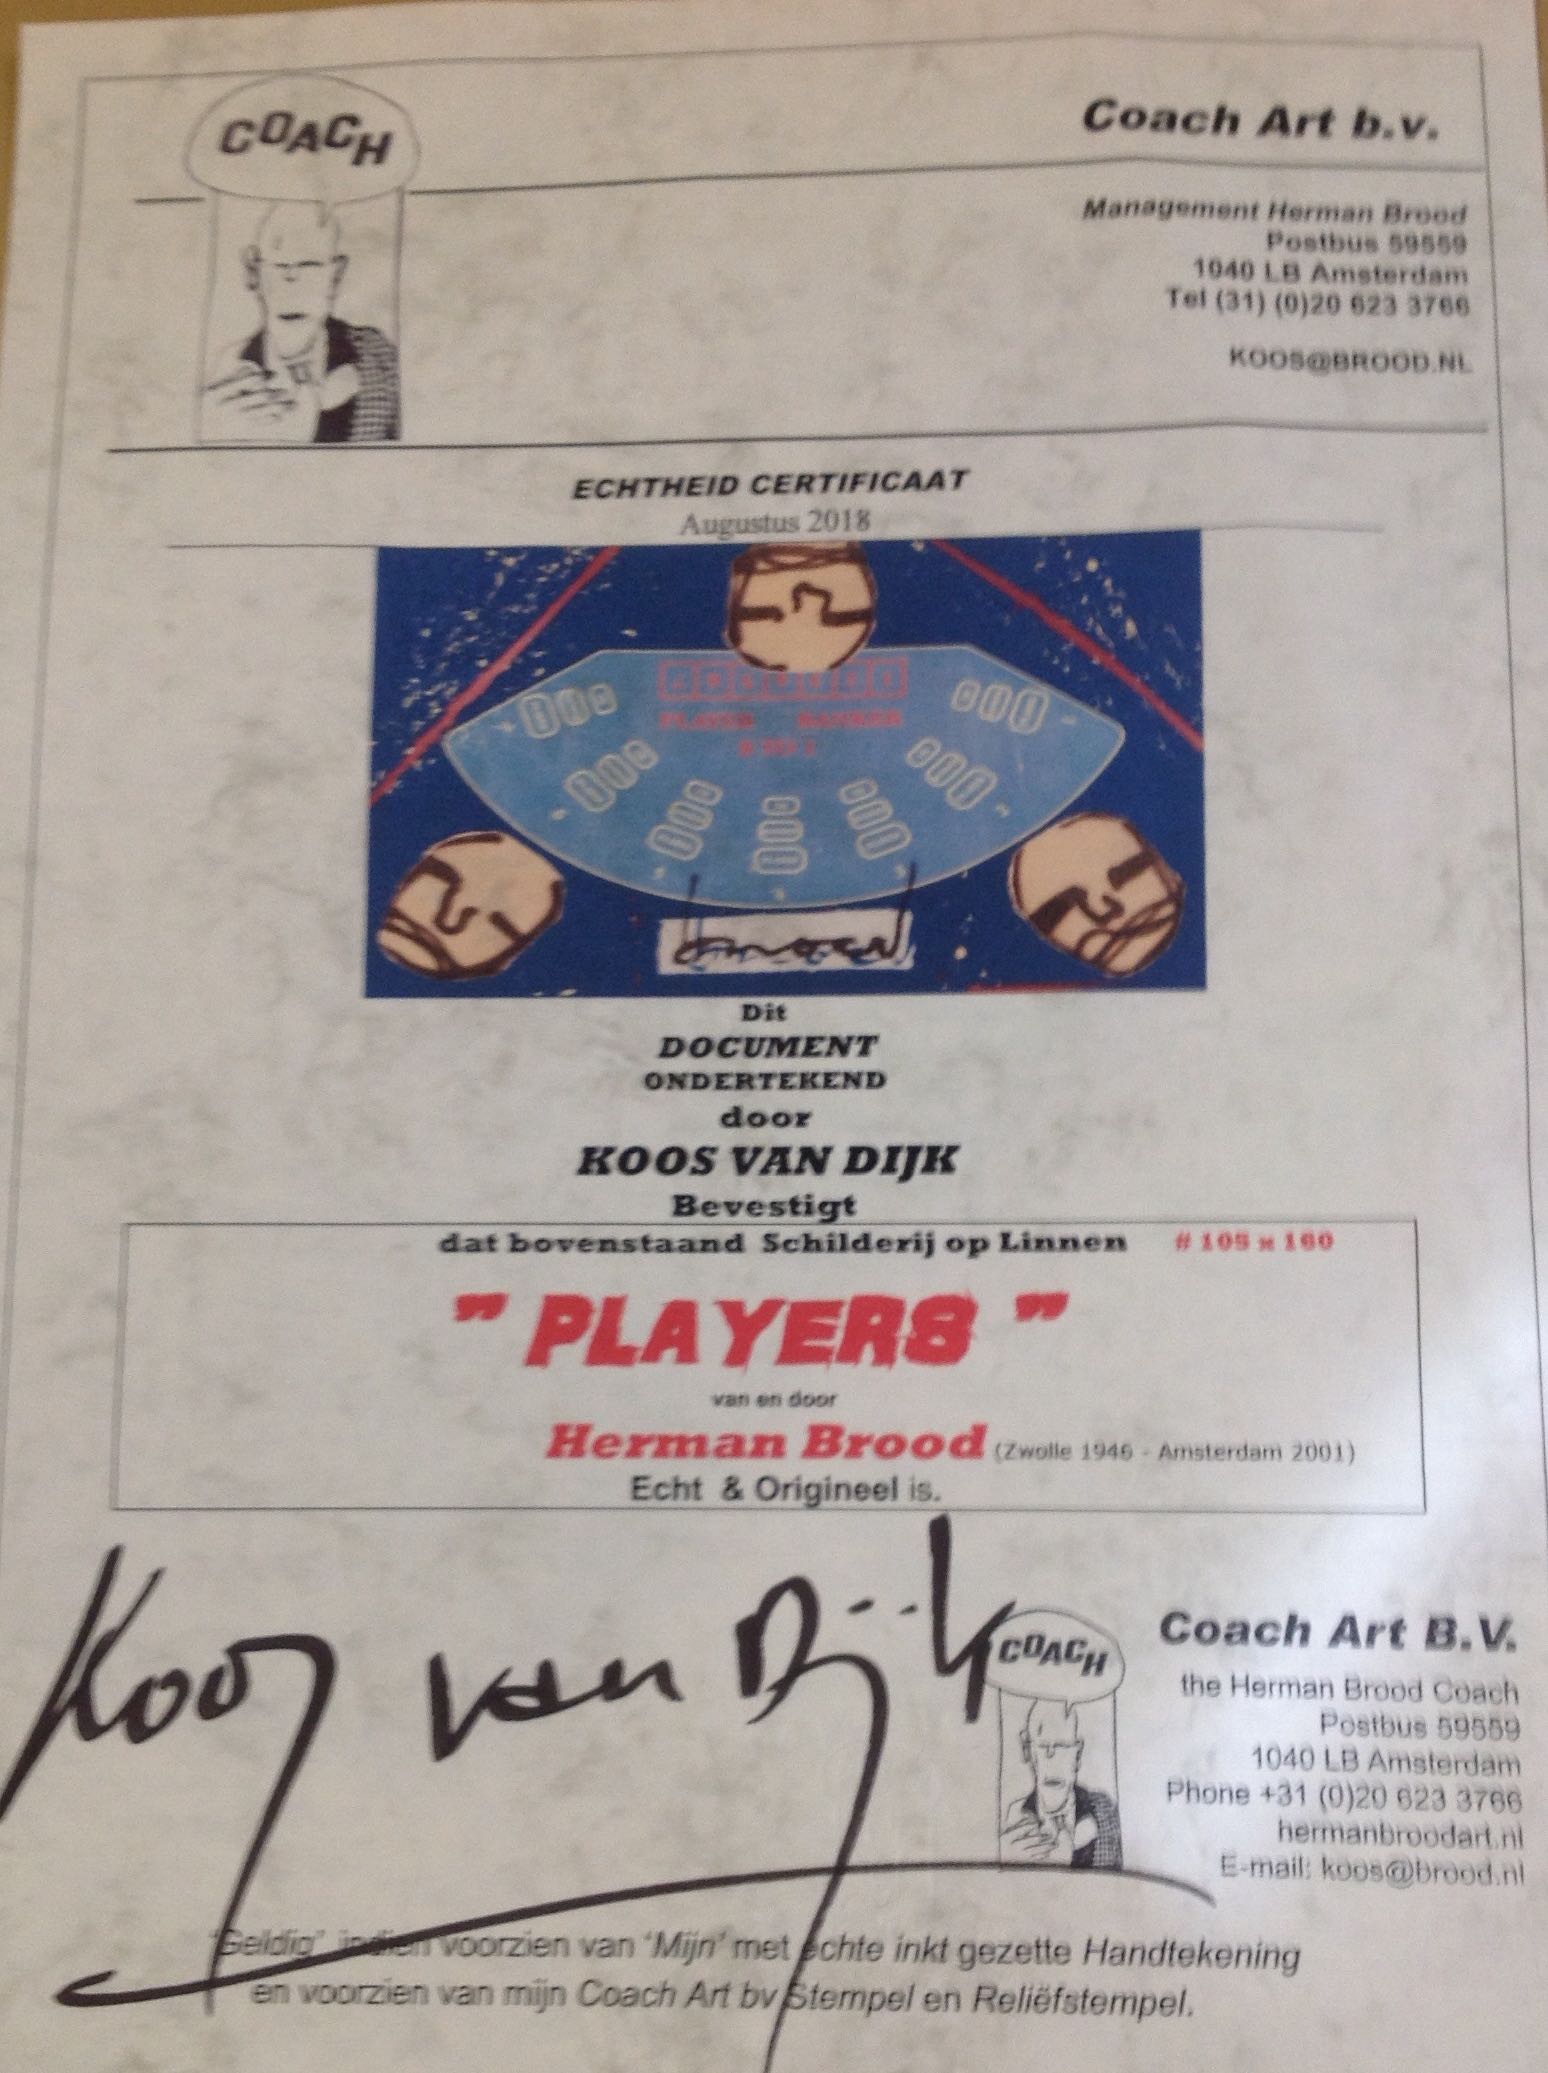 COACH
Coach Art b.v.
Management Herman Brood
Postbus 59559
1040 LB Amsterdam
Tel (31) (0)20 623 3766
KOOS@BROOD.NL
ECHTHEID CERTIFICAAT
Augustus 2018
PLAYER BANKER
Dit
DOCUMENT
ONDERTEKEND
door
KOOS VAN DIJK
Bevestigt
dat bovenstaand Schilderij op Linnen # 105 x 160
" PLAYERS "
van en door
Herman Brood (Zwolle 1946 - Amsterdam 2001)
Echt & Origineel is.
Koos van Dijk
COACH
Coach Art B.V.
the Herman Brood Coach
Postbus 59559
1040 LB Amsterdam
Phone +31 (0)20 623 3766
hermanbroodart.nl
E-mail: koos@brood.nl
'Geldig' indien voorzien van 'Mijn' met echte inkt gezette Handtekening
en voorzien van mijn Coach Art bv Stempel en Reliëfstempel.